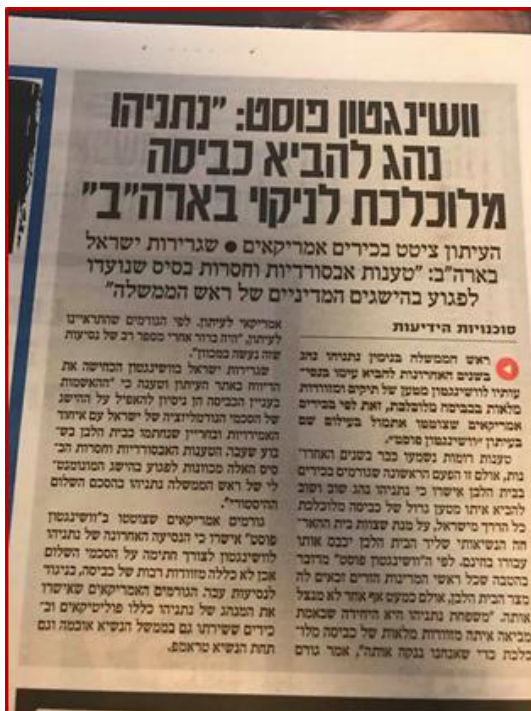 וושינגטון פוסט: "נתניהו
נהג להביא כביסה
מלוכלכת לניקוי בארה"ב"
העיתון ציטט בכירים אמריקאים • שגרירות ישראל
בארה"ב: "טענות אבסורדיות וחסרות בסיס שנועדו
לפגוע בהישגים המדיניים של ראש הממשלה"
סוכנויות הידיעות
ראש הממשלה בנימין נתניהו נהג
בשנים האחרונות להביא עימו בנסי־
עותיו לוושינגטון מטען של תיקים ומזוודות
מלאות בכביסה מלוכלכת, זאת לפי בכירים
אמריקאים שצוטטו אתמול בעילום שם
בעיתון "וושינגטון פוסט".
טענות דומות נשמעו כבר בשנים האחרו־
נות, אולם זו הפעם הראשונה שגורמים בכירים
בבית הלבן אישרו כי נתניהו נהג שוב ושוב
להביא איתו מטען גדול של כביסה מלוכלכת
כל הדרך מישראל, על מנת שצוות בית האר־
חה הנשיאותי שליד הבית הלבן יכבס אותו
עבורו בחינם. לפי ה"וושינגטון פוסט" מדובר
בהטבה שכל ראשי המדינות הזרים זכאים לה
מצד הבית הלבן, אולם כמעט אף אחד לא מנצל
אותה. "משפחת נתניהו היא היחידה שבאמת
מביאה איתה מזוודות מלאות של כביסה מלו־
כלכת כדי שאנחנו ננקה אותה", אמר גורם
אמריקאי לעיתון. לפי הגורמים שהתראיינו
לעיתון, "היה ברור אחרי מספר רב של נסיעות
שזה נעשה במכוון".
שגרירות ישראל בוושינגטון הכחישה את
הדיווח באתר העיתון וטענה כי "ההאשמות
בעניין הכביסה הן ניסיון להאפיל על ההישג
של הסכמי הנורמליזציה של ישראל עם איחוד
האמירויות ובחריין שנחתמו בבית הלבן בש־
בוע שעבר. הטענות האבסורדיות וחסרות הב־
סיס האלה מכוונות לפגוע בהישג המונומנט־
לי של ראש הממשלה נתניהו בהסכם השלום
ההיסטורי".
גורמים אמריקאים שצוטטו ב"וושינגטון
פוסט" אישרו כי הנסיעה האחרונה של נתניהו
לוושינגטון לצורך חתימה על הסכמי השלום
אכן לא כללה מזוודות רבות של כביסה, בניגוד
לנסיעות עבר. הגורמים האמריקאים שאישרו
את המנהג של נתניהו כללו פוליטיקאים וב־
כירים ששירתו גם בממשל הנשיא אובמה וגם
תחת הנשיא טראמפ.